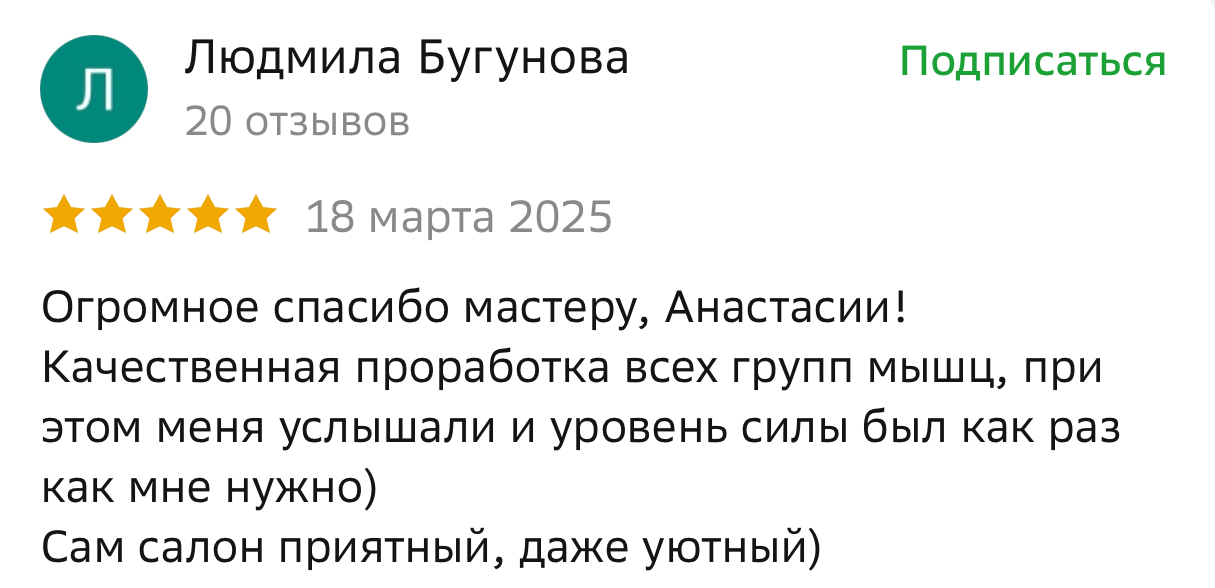 Л
Людмила Бугунова
Подписаться
20 отзывов
18 марта 2025
Огромное спасибо мастеру, Анастасии!
Качественная проработка всех групп мышц, при
этом меня услышали и уровень силы был как раз
как мне нужно)
Сам салон приятный, даже уютный)